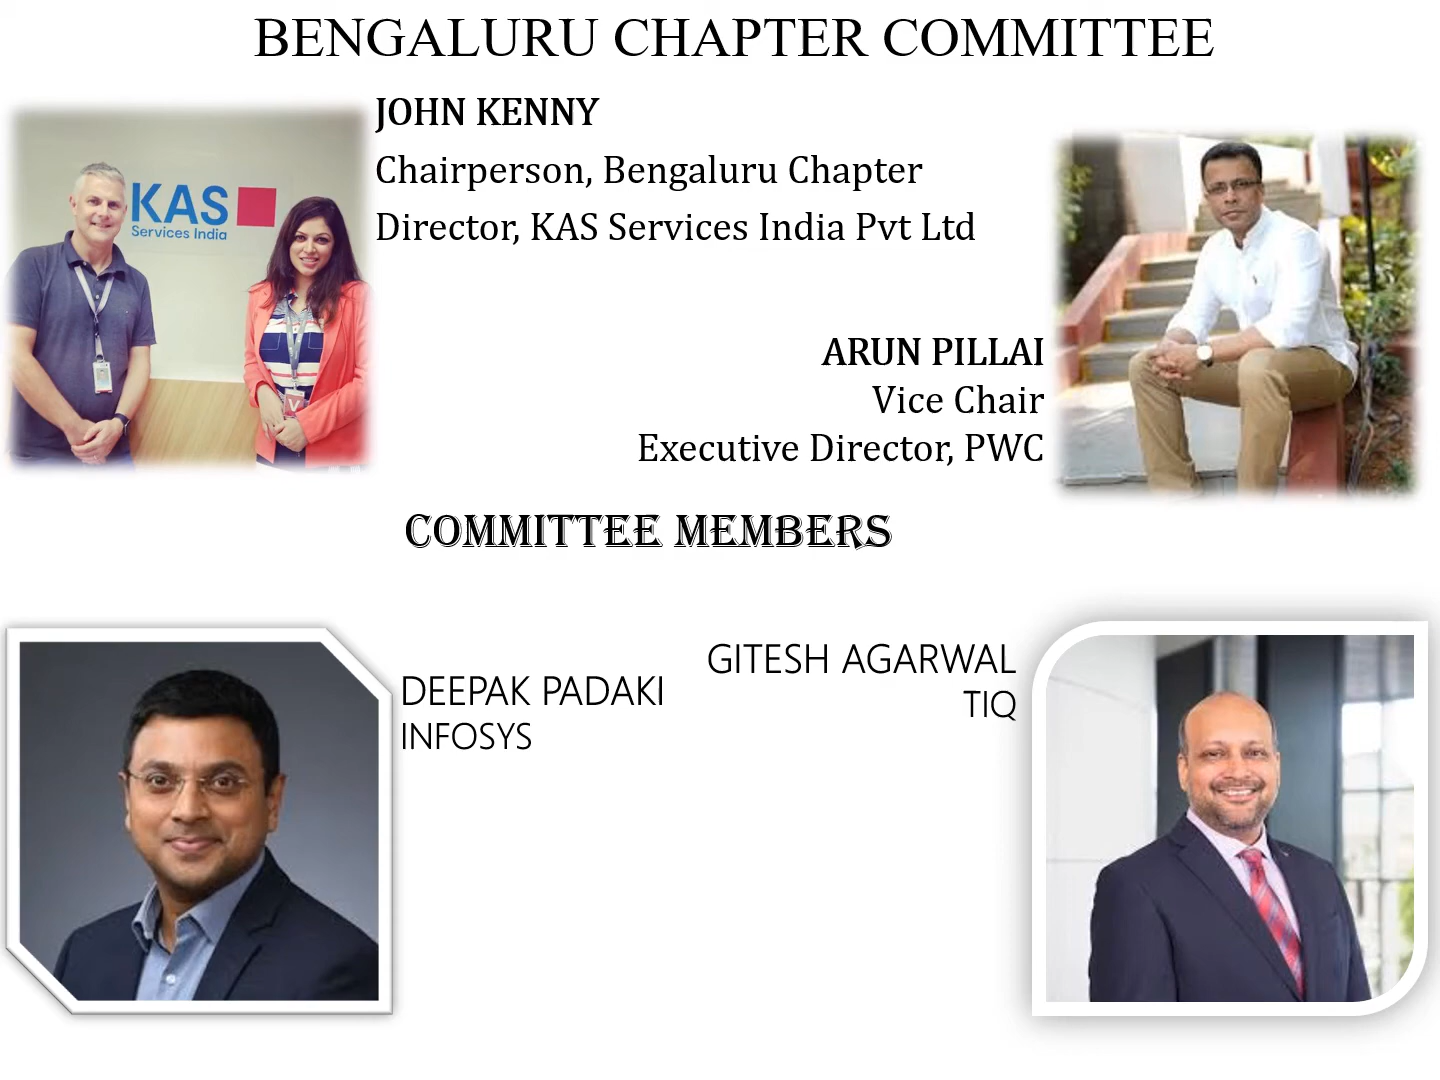 BENGALURU CHAPTER COMMITTEE
JOHN KENNY
Chairperson, Bengaluru Chapter
Director, KAS Services India Pvt Ltd
KAS
Services India
V
ARUN PILLAI
Vice Chair
Executive Director, PWC
COMMITTEE MEMBERS
DEEPAK PADAKI
INFOSYS
GITESH AGARWAL
TIQ